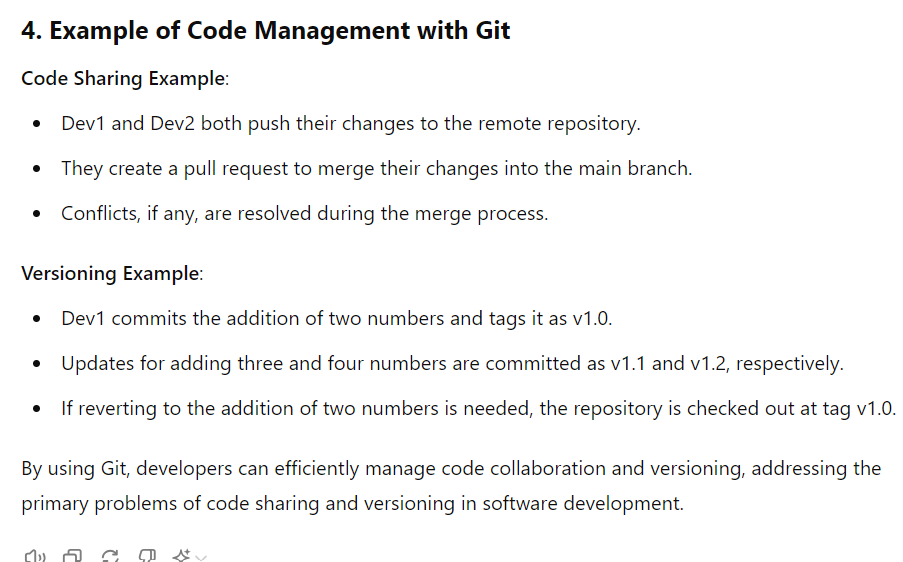 4. Example of Code Management with Git
Code Sharing Example:
• Dev1 and Dev2 both push their changes to the remote repository.
• They create a pull request to merge their changes into the main branch.
• Conflicts, if any, are resolved during the merge process.
Versioning Example:
• Dev1 commits the addition of two numbers and tags it as v1.0.
• Updates for adding three and four numbers are committed as v1.1 and v1.2, respectively.
• If reverting to the addition of two numbers is needed, the repository is checked out at tag v1.0.
By using Git, developers can efficiently manage code collaboration and versioning, addressing the
primary problems of code sharing and versioning in software development.